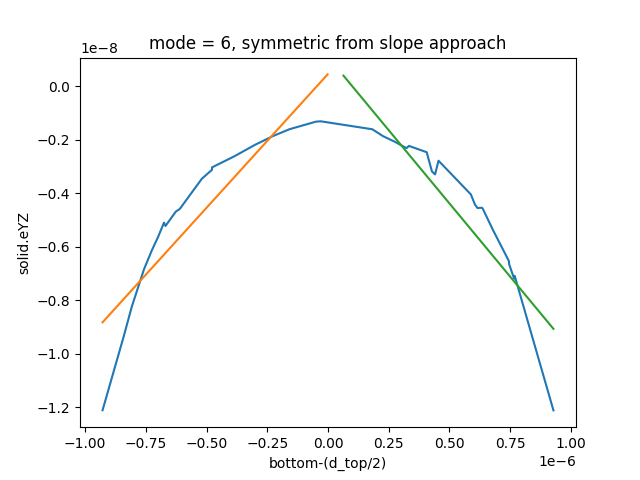 mode = 6, symmetric from slope approach
1e−8
0.0
−0.2
−0.4
−0.6
−0.8
−1.0
−1.2
solid.eYZ
−1.00 −0.75 −0.50 −0.25 0.00 0.25 0.50 0.75 1.00
bottom-(d_top/2)
1e−6